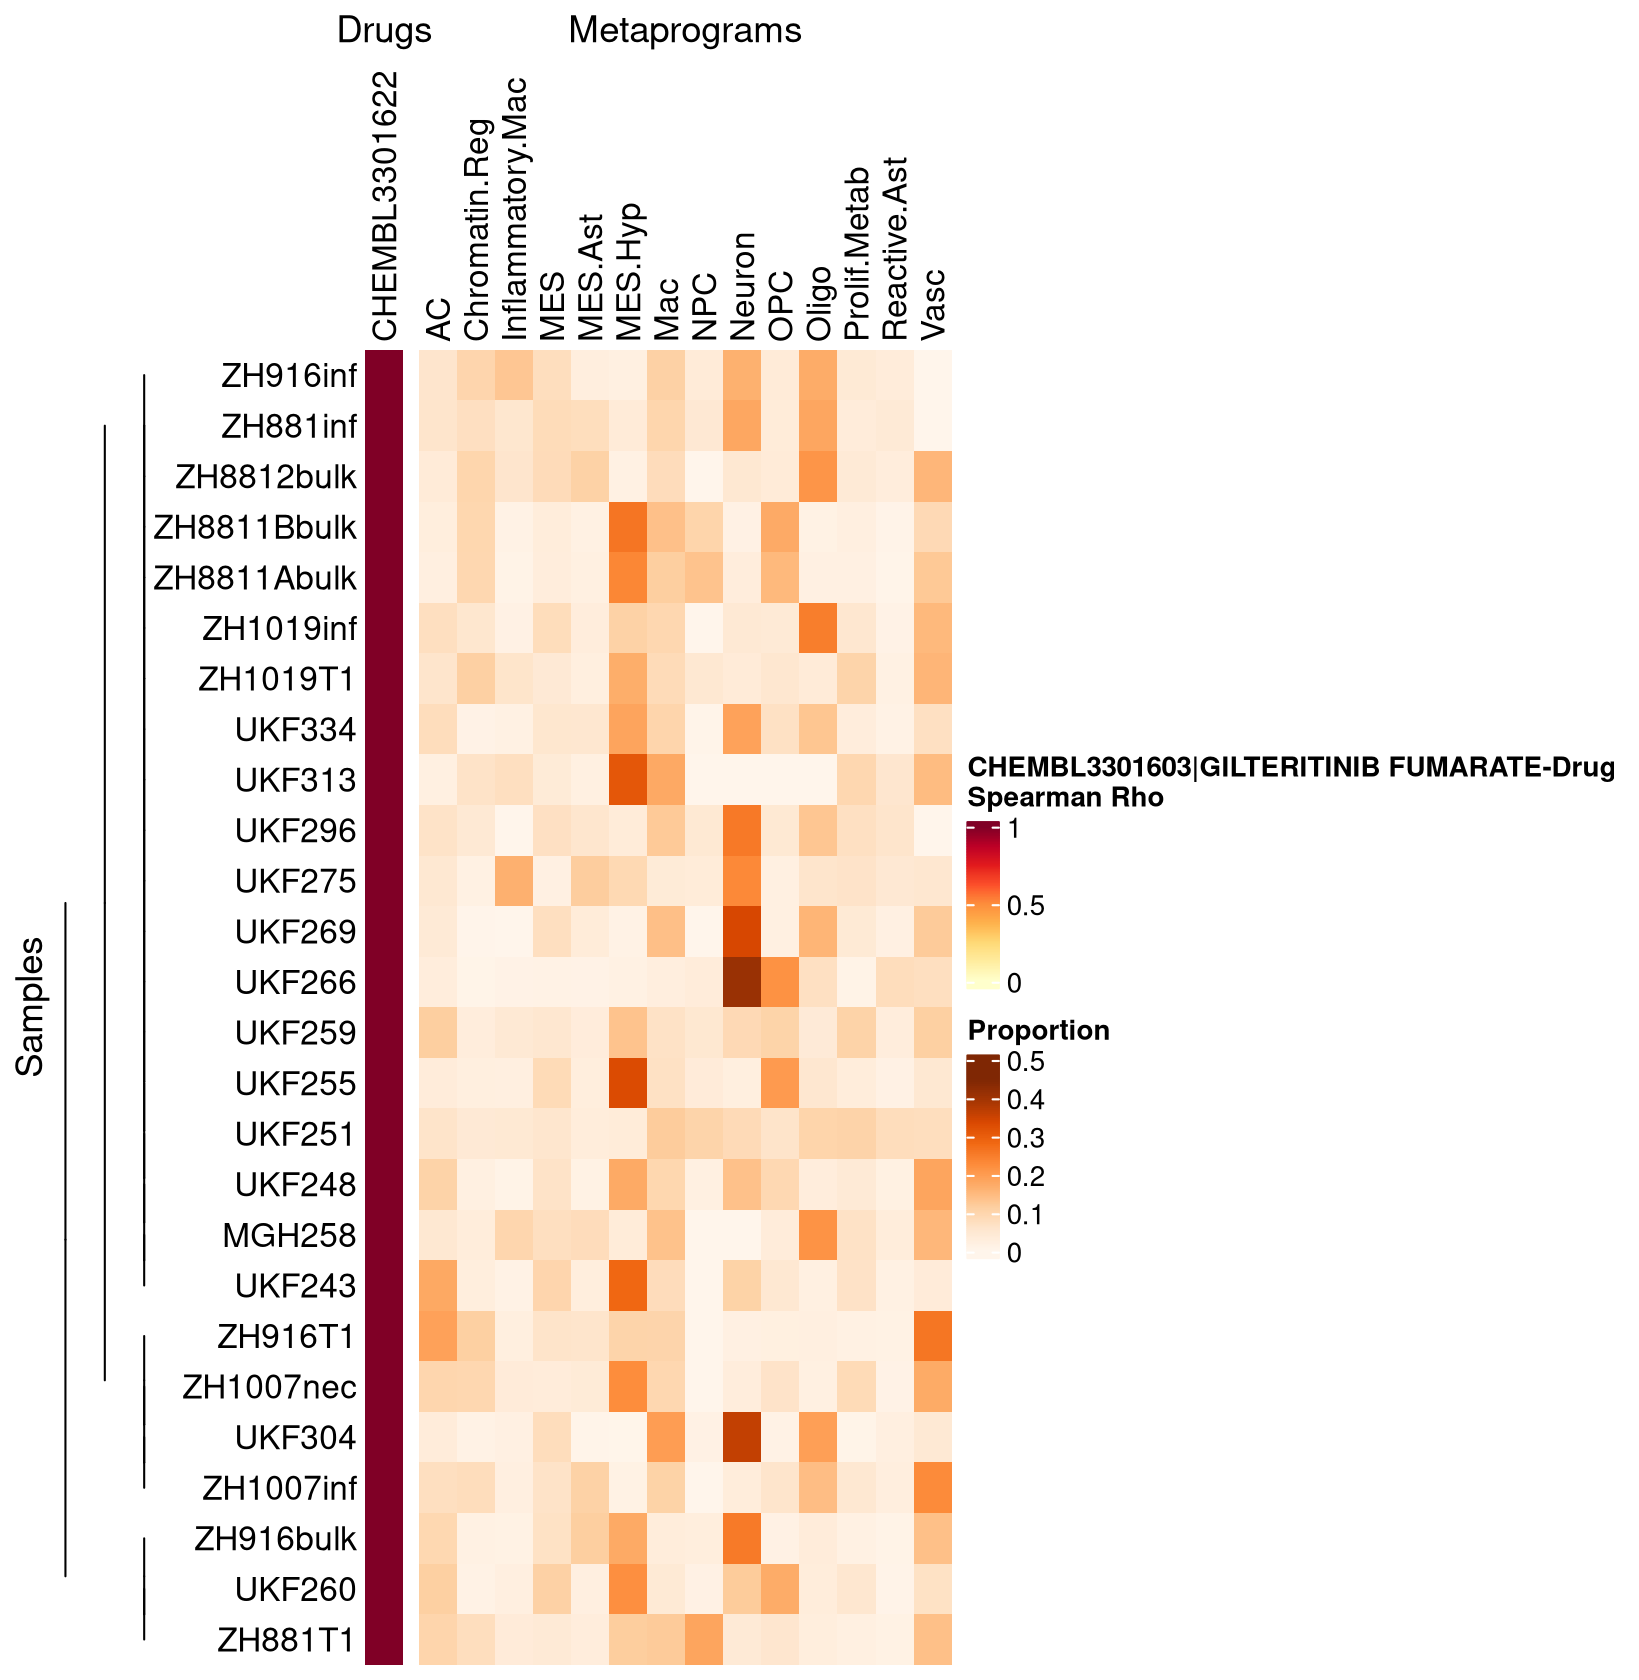 Drugs
Metaprograms
CHEMBL3301622
AC
Chromatin.Reg
Inflammatory.Mac
MES
MES.Ast
MES.Hyp
Mac
NPC
Neuron
OPC
Oligo
Prolif.Metab
Reactive.Ast
Vasc
Samples
ZH916inf
ZH881inf
ZH8812bulk
ZH8811Bbulk
ZH8811Abulk
ZH1019inf
ZH1019T1
UKF334
UKF313
UKF296
UKF275
UKF269
UKF266
UKF259
UKF255
UKF251
UKF248
MGH258
UKF243
ZH916T1
ZH1007nec
UKF304
ZH1007inf
ZH916bulk
UKF260
ZH881T1
CHEMBL3301603|GILTERITINIB FUMARATE-Drug
Spearman Rho
1
0.5
0
Proportion
0.5
0.4
0.3
0.2
0.1
0